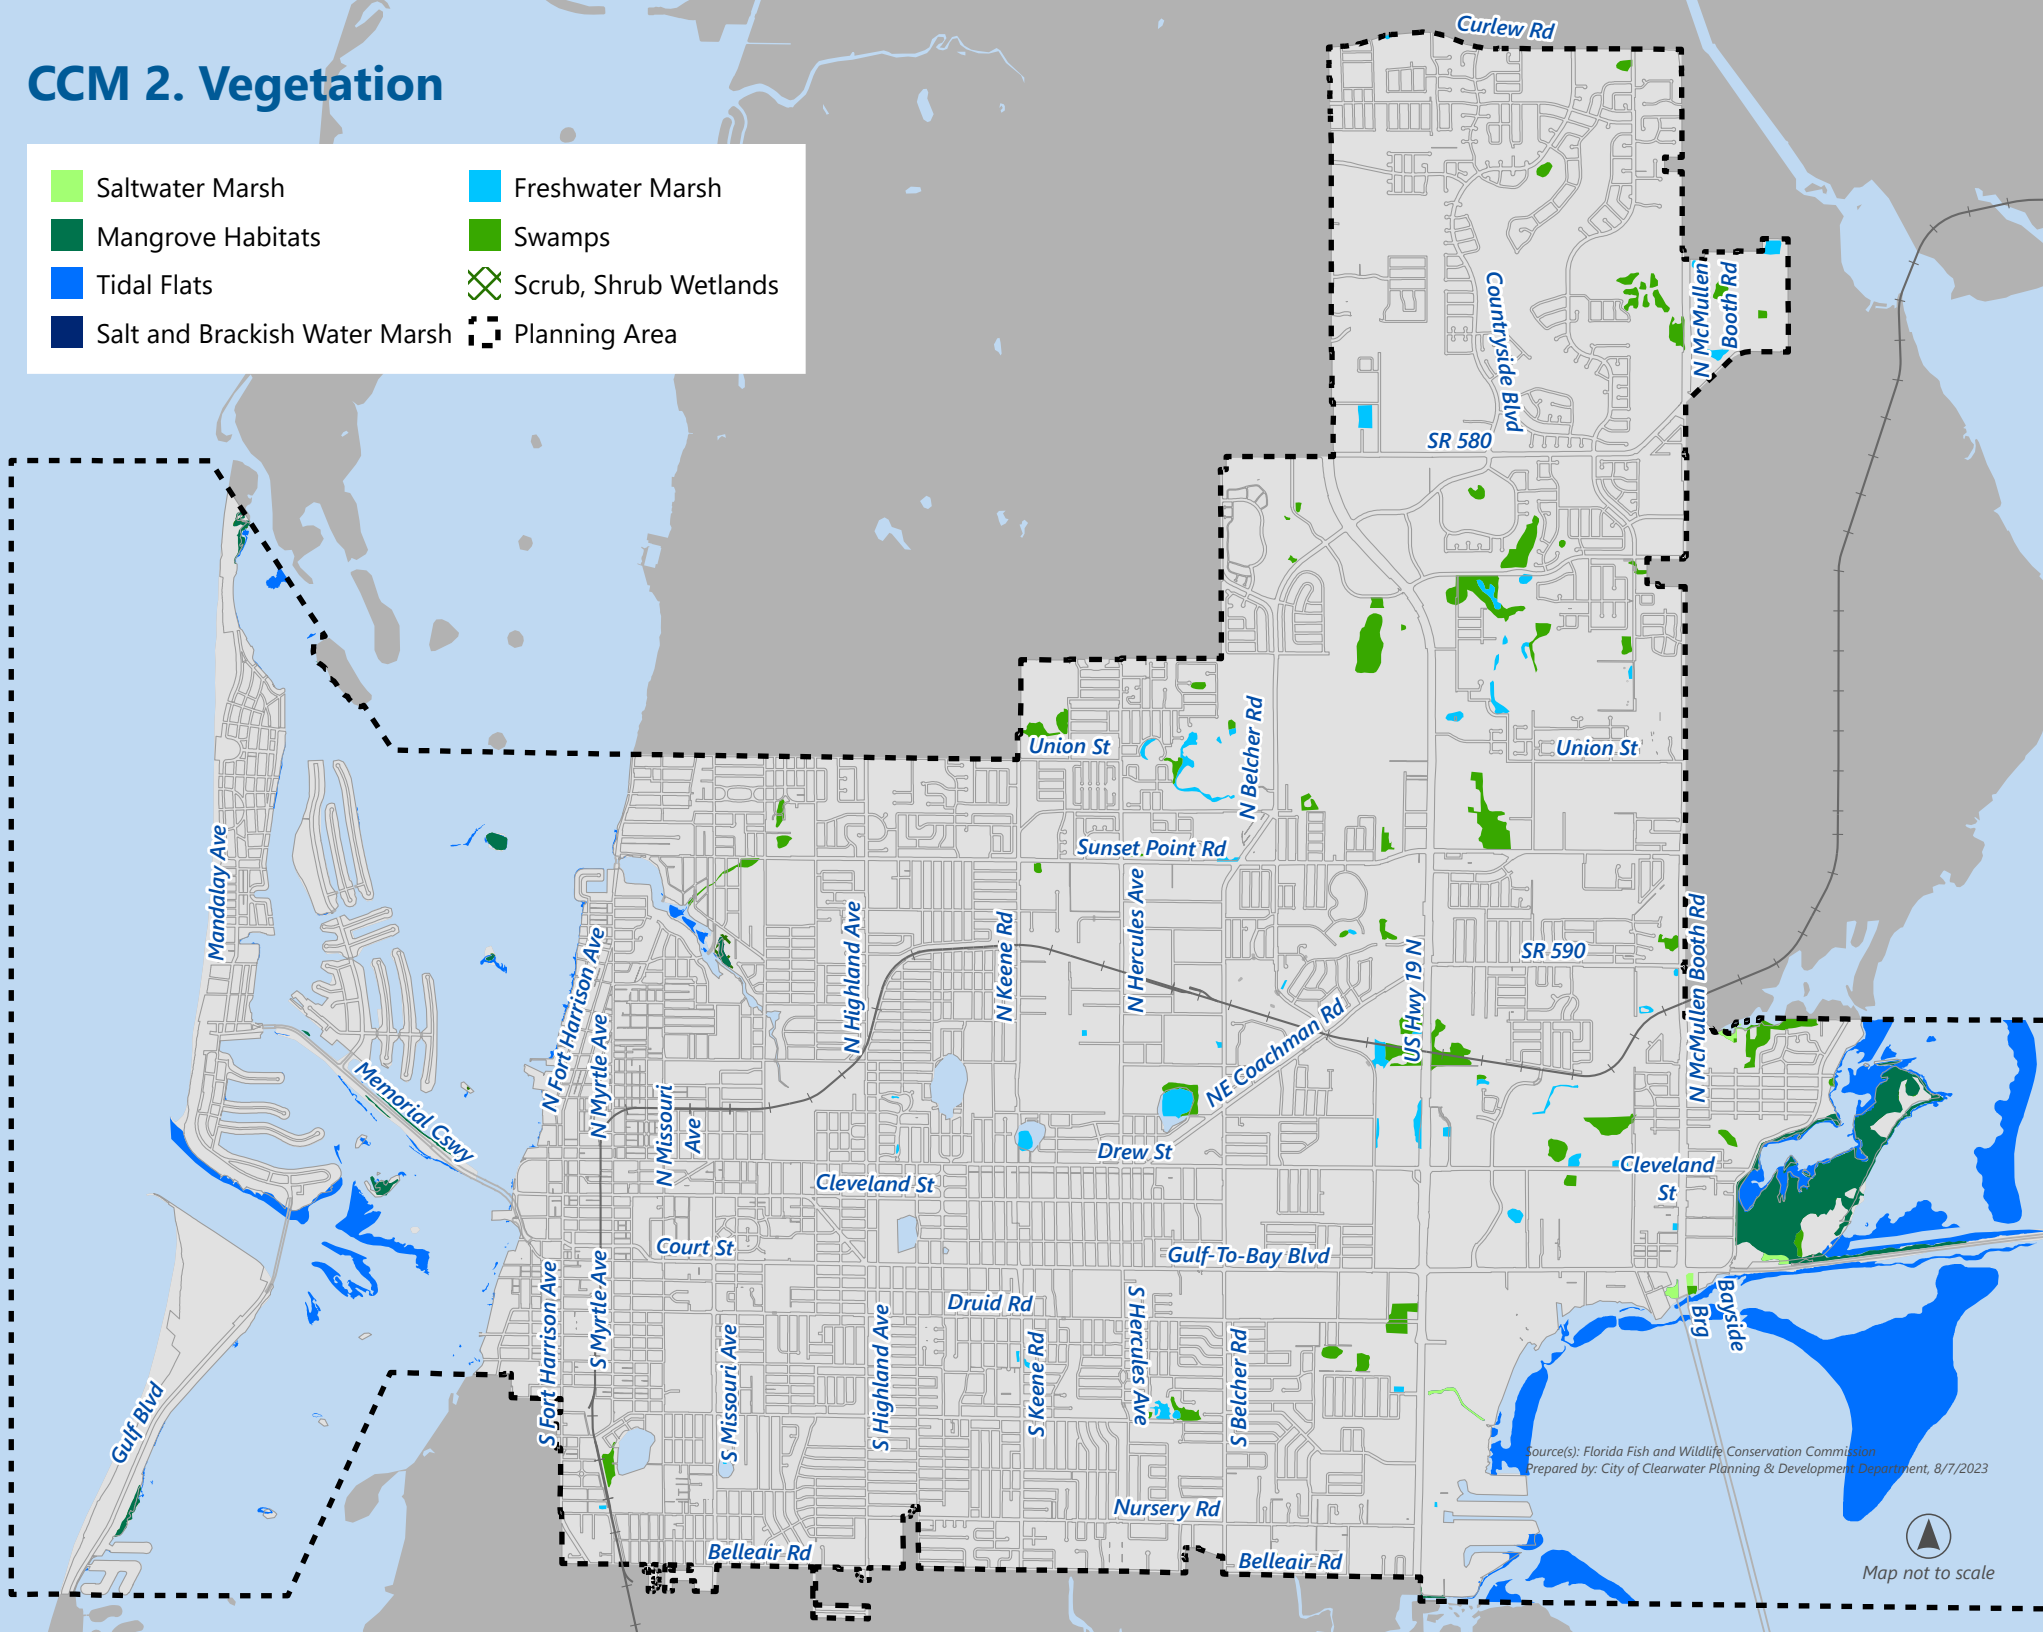 CCM 2. Vegetation
Saltwater Marsh
Mangrove Habitats
Tidal Flats
Salt and Brackish Water Marsh
Freshwater Marsh
Swamps
Scrub, Shrub Wetlands
Planning Area
Curlew Rd
N McMullen
Booth Rd
Countryside Blvd
SR 580
Union St
N Belcher Rd
Union St
Mandalay Ave
Sunset Point Rd
N Hercules Ave
N Highland Ave
N Keene Rd
N Fort Harrison Ave
N Myrtle Ave
SR 590
US Hwy 19 N
N McMullen Booth Rd
NE Coachman Rd
Memorial Cswy
N Missouri
Ave
Drew St
Cleveland St
Cleveland
St
Court St
Gulf-To-Bay Blvd
Druid Rd
S Fort Harrison Ave
S Myrtle Ave
S Missouri Ave
S Highland Ave
S Keene Rd
S Hercules Ave
S Belcher Rd
Bayside
Brg
Gulf Blvd
Nursery Rd
Belleair Rd
Belleair Rd
Source(s): Florida Fish and Wildlife Conservation Commission
Prepared by: City of Clearwater Planning & Development Department, 8/7/2023
Map not to scale